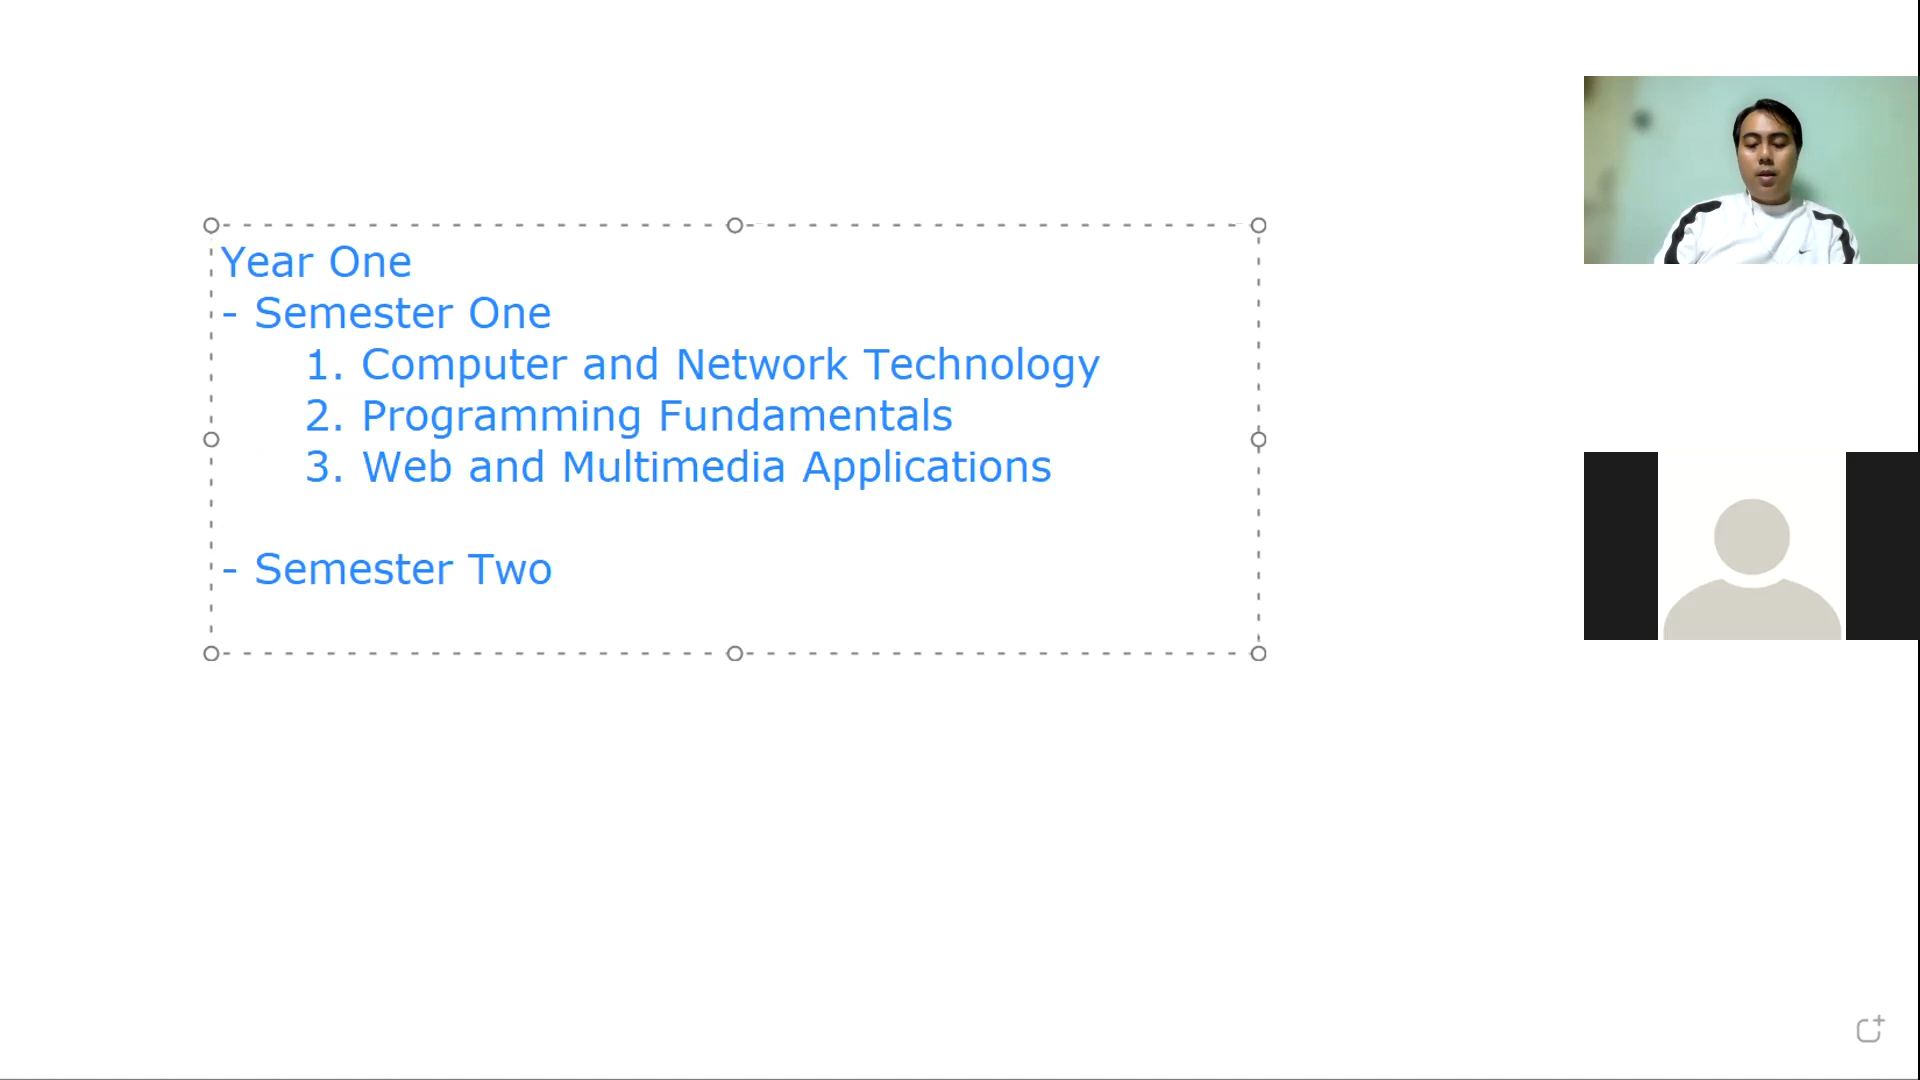 Year One
- Semester One
1. Computer and Network Technology
2. Programming Fundamentals
3. Web and Multimedia Applications
- Semester Two